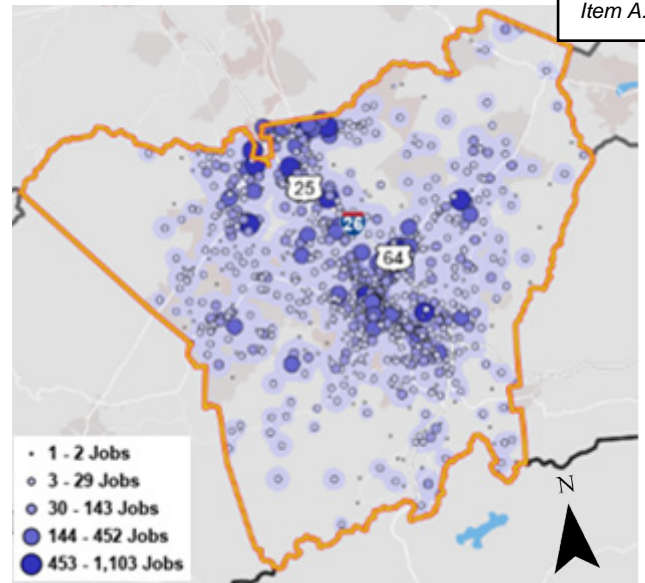 Item A.
25
26
64
1 - 2 Jobs
3 - 29 Jobs
30 - 143 Jobs
144 - 452 Jobs
453 - 1,103 Jobs
N